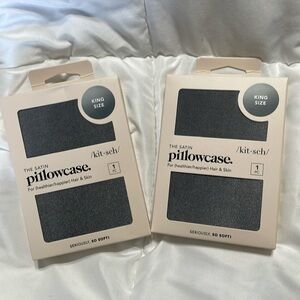 KING
SIZE
THE SATIN
pillowcase.
/kit·sch/
For (healthier/happier) Hair & Skin
1
SERIOUSLY, SO SOFT!
KING
SIZE
THE SATIN
pillowcase.
/kit·sch/
For (healthier/happier) Hair & Skin
1
SERIOUSLY, SO SOFT!